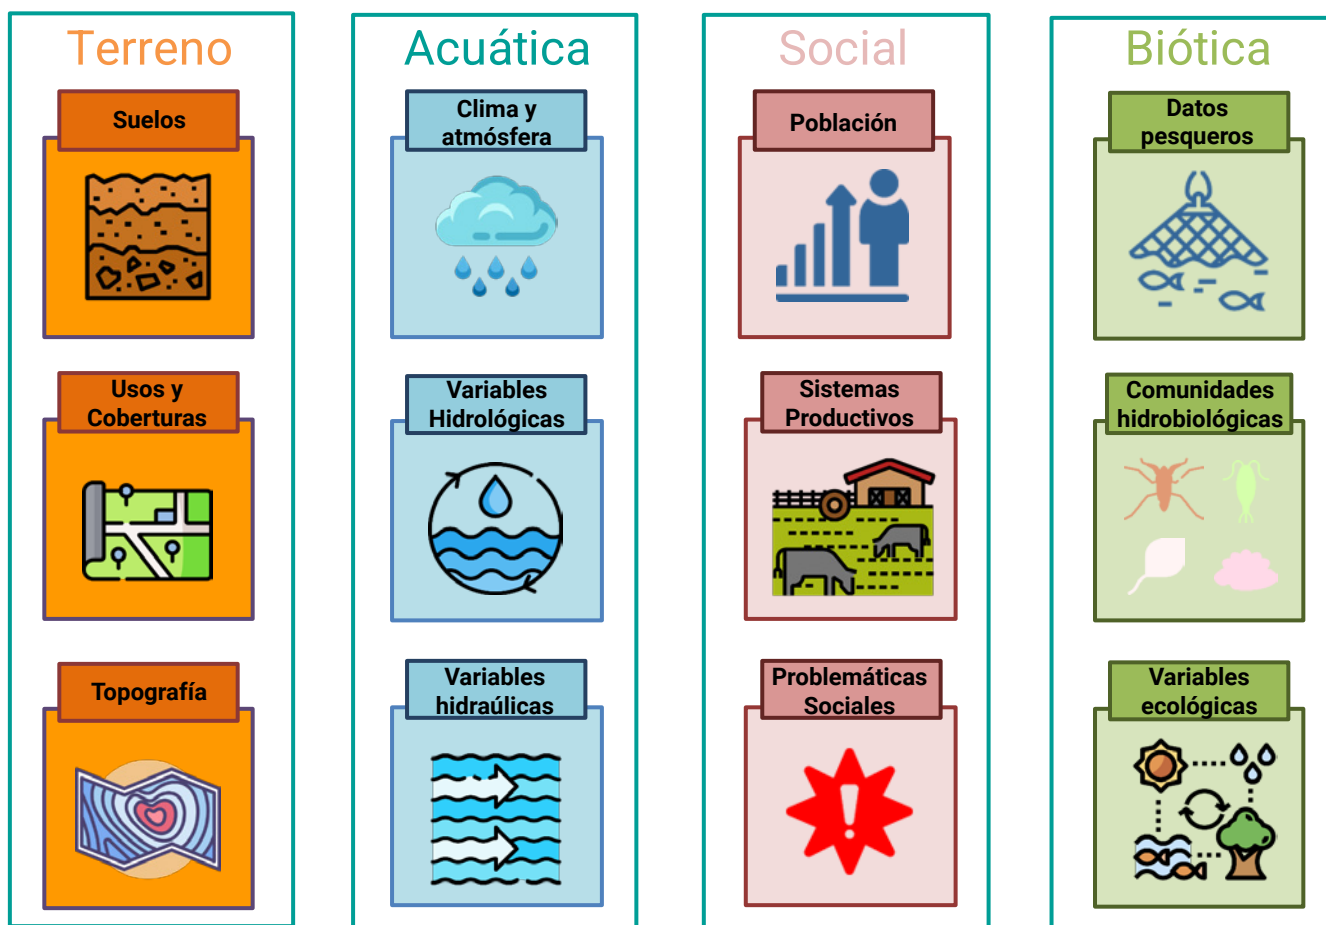 Terreno
Suelos
Usos y
Coberturas
Topografía
Acuática
Clima y
atmósfera
Variables
Hidrológicas
Variables
hidraúlicas
Social
Población
Sistemas
Productivos
Problemáticas
Sociales
Biótica
Datos
pesqueros
Comunidades
hidrobiológicas
Variables
ecológicas